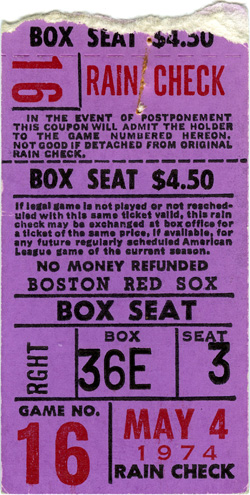 BOX SEAT $4.50
16
RAIN CHECK
IN THE EVENT OF POSTPONEMENT
THIS COUPON WILL ADMIT THE HOLDER
TO THE GAME NUMBERED HEREON.
NOT GOOD IF DETACHED FROM ORIGINAL
RAIN CHECK.
BOX SEAT $4.50
If legal game is not played or not resched-
uled with this same ticket valid, this rain
check may be exchanged at box office for
a ticket of the same price, if available, for
any future regularly scheduled American
League game of the current season.
NO MONEY REFUNDED
BOSTON RED SOX
BOX SEAT
RGHT
BOX
36E
SEAT
3
GAME NO.
16
MAY 4
1974
RAIN CHECK